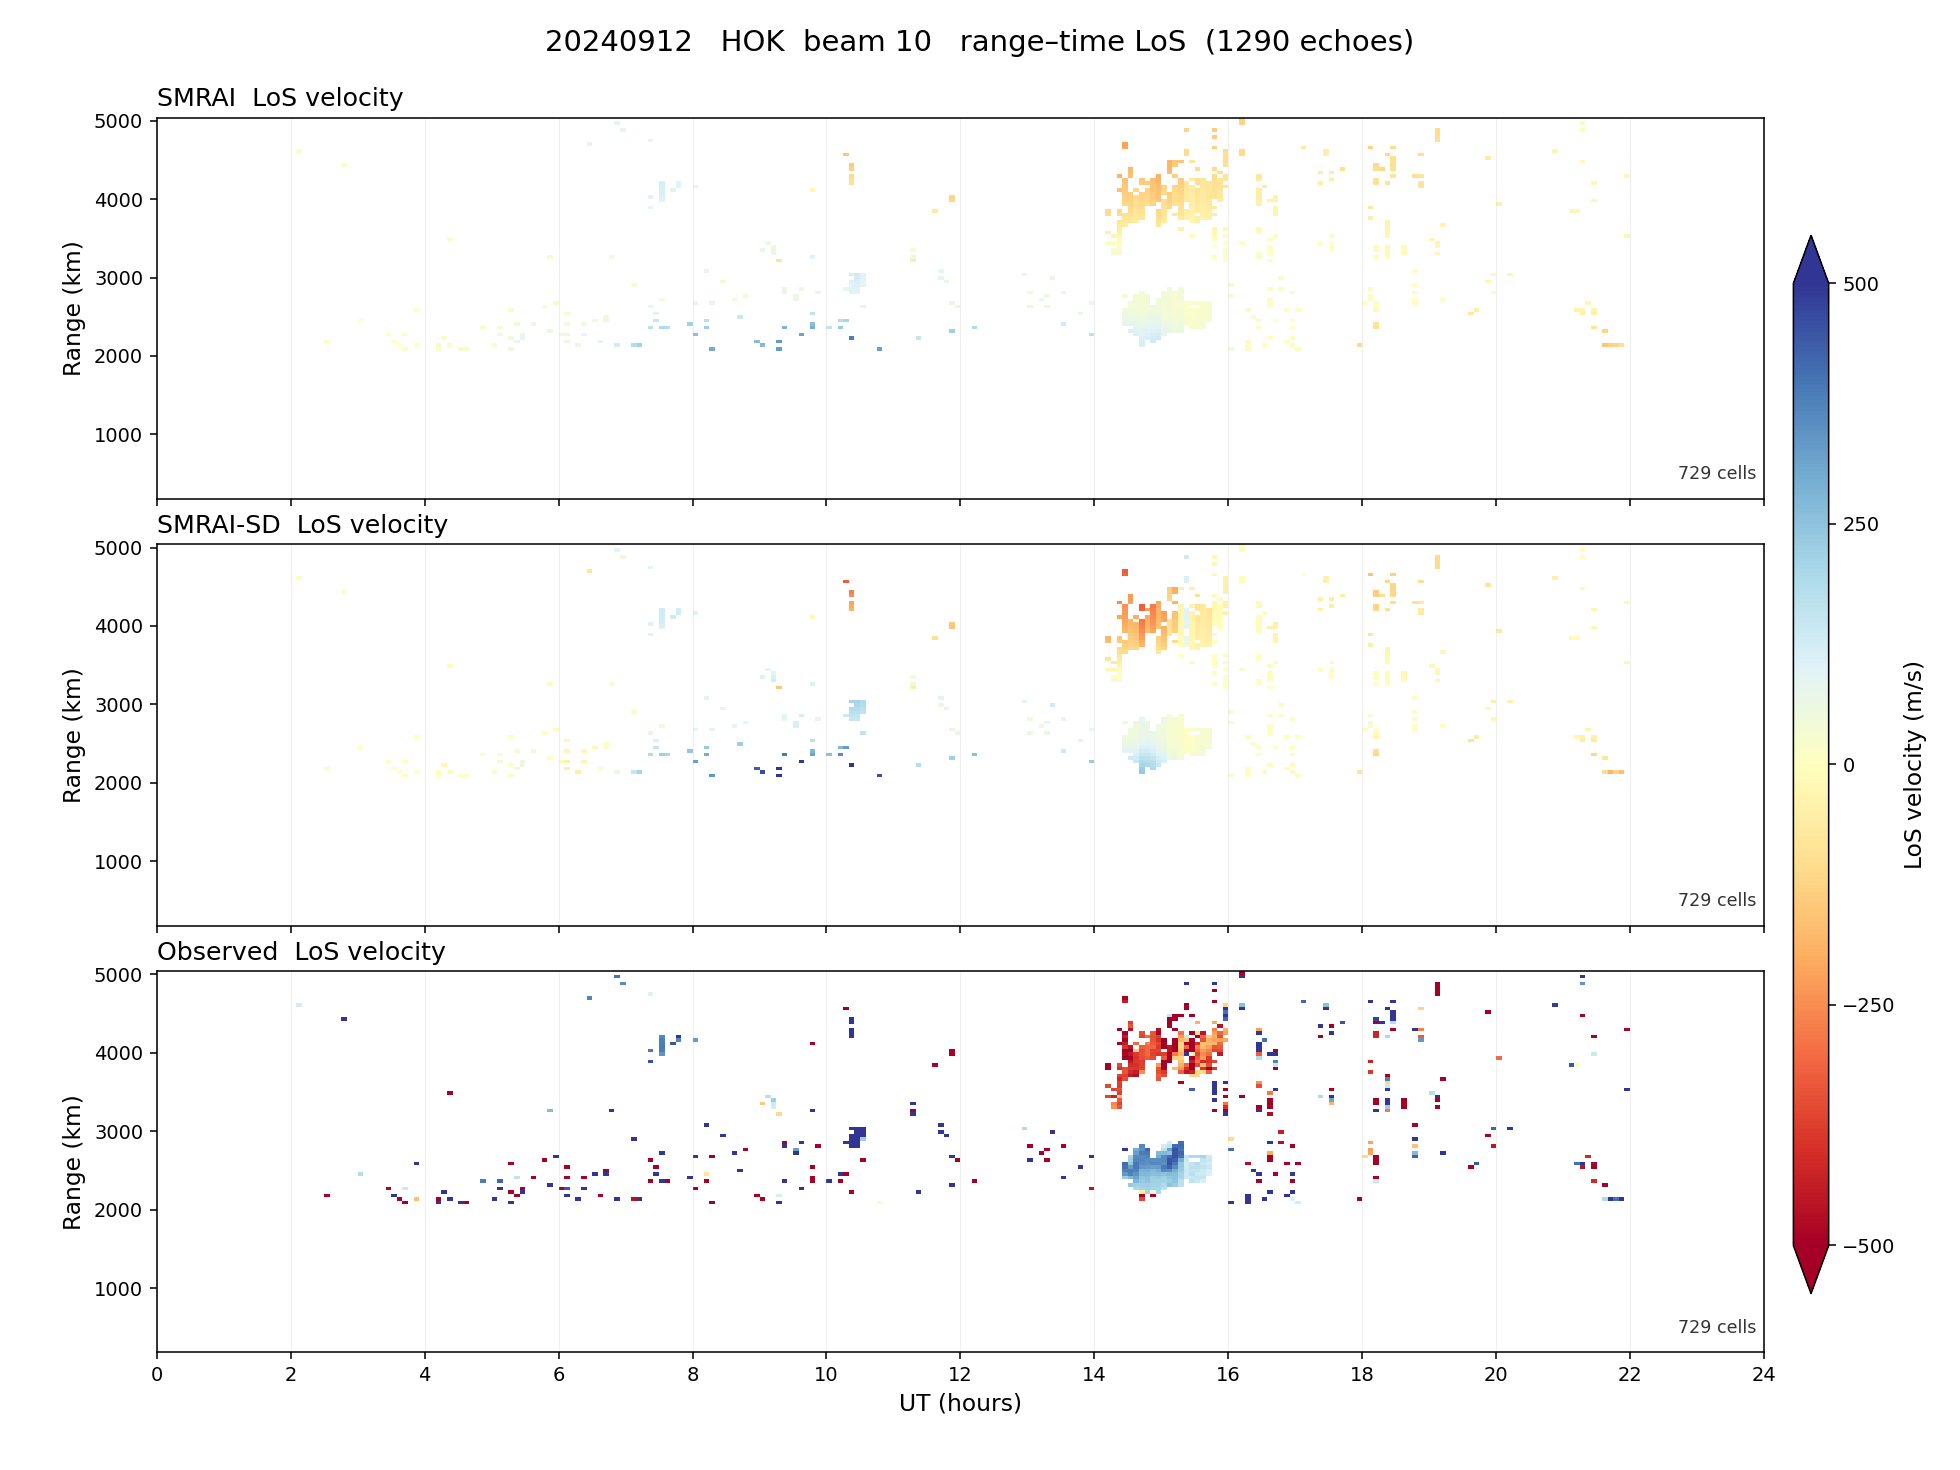 20240912   HOK  beam 10   range–time LoS  (1290 echoes)
SMRAI  LoS velocity
5000
4000
3000
2000
1000
Range (km)
729 cells
SMRAI-SD  LoS velocity
5000
4000
3000
2000
1000
Range (km)
729 cells
Observed  LoS velocity
5000
4000
3000
2000
1000
Range (km)
729 cells
0 2 4 6 8 10 12 14 16 18 20 22 24
UT (hours)
500
250
0
−250
−500
LoS velocity (m/s)